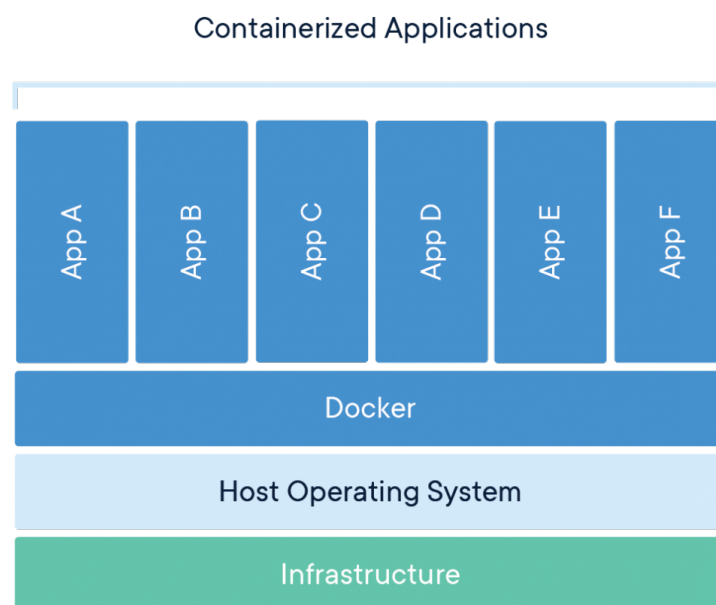 Containerized Applications
App A
App B
App C
App D
App E
App F
Docker
Host Operating System
Infrastructure